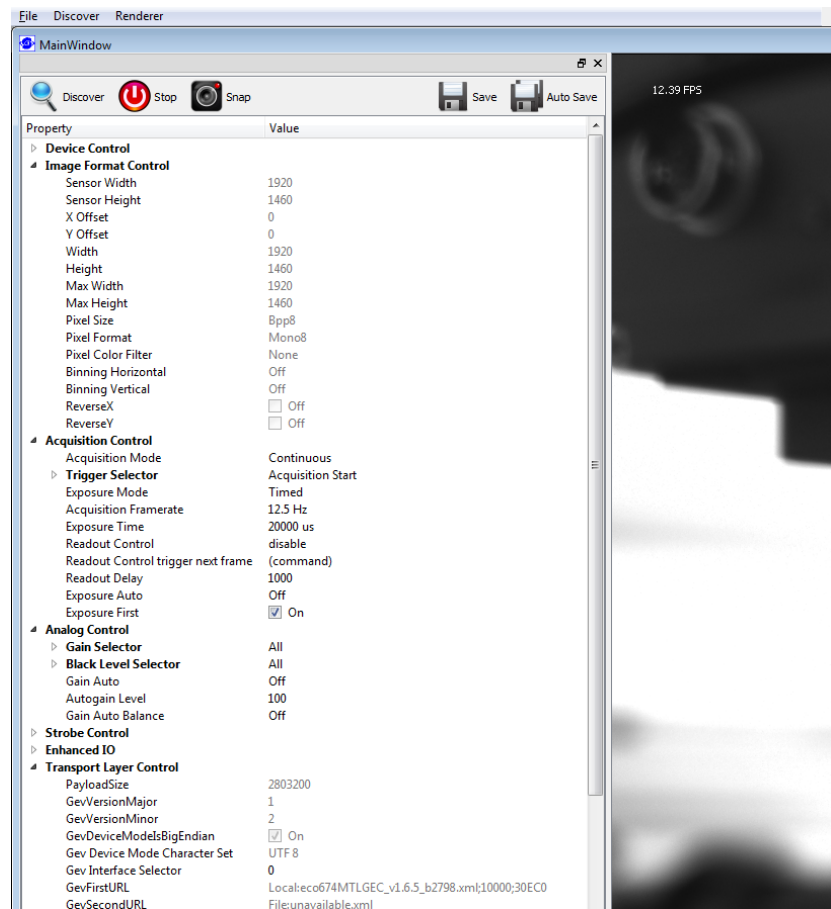 File Discover Renderer
MainWindow
Discover Stop Snap Save Auto Save
12.39 FPS
Property Value
Device Control
Image Format Control
Sensor Width 1920
Sensor Height 1460
X Offset 0
Y Offset 0
Width 1920
Height 1460
Max Width 1920
Max Height 1460
Pixel Size Bpp8
Pixel Format Mono8
Pixel Color Filter None
Binning Horizontal Off
Binning Vertical Off
ReverseX Off
ReverseY Off
Acquisition Control
Acquisition Mode Continuous
Trigger Selector Acquisition Start
Exposure Mode Timed
Acquisition Framerate 12.5 Hz
Exposure Time 20000 us
Readout Control disable
Readout Control trigger next frame (command)
Readout Delay 1000
Exposure Auto Off
Exposure First On
Analog Control
Gain Selector All
Black Level Selector All
Gain Auto Off
Autogain Level 100
Gain Auto Balance Off
Strobe Control
Enhanced IO
Transport Layer Control
PayloadSize 2803200
GevVersionMajor 1
GevVersionMinor 2
GevDeviceModeIsBigEndian On
Gev Device Mode Character Set UTF8
Gev Interface Selector 0
GevFirstURL Local:eco674MTLGEC_v1.6.5_b2798.xml;10000;30EC0
GevSecondURL File:unavailable.xml